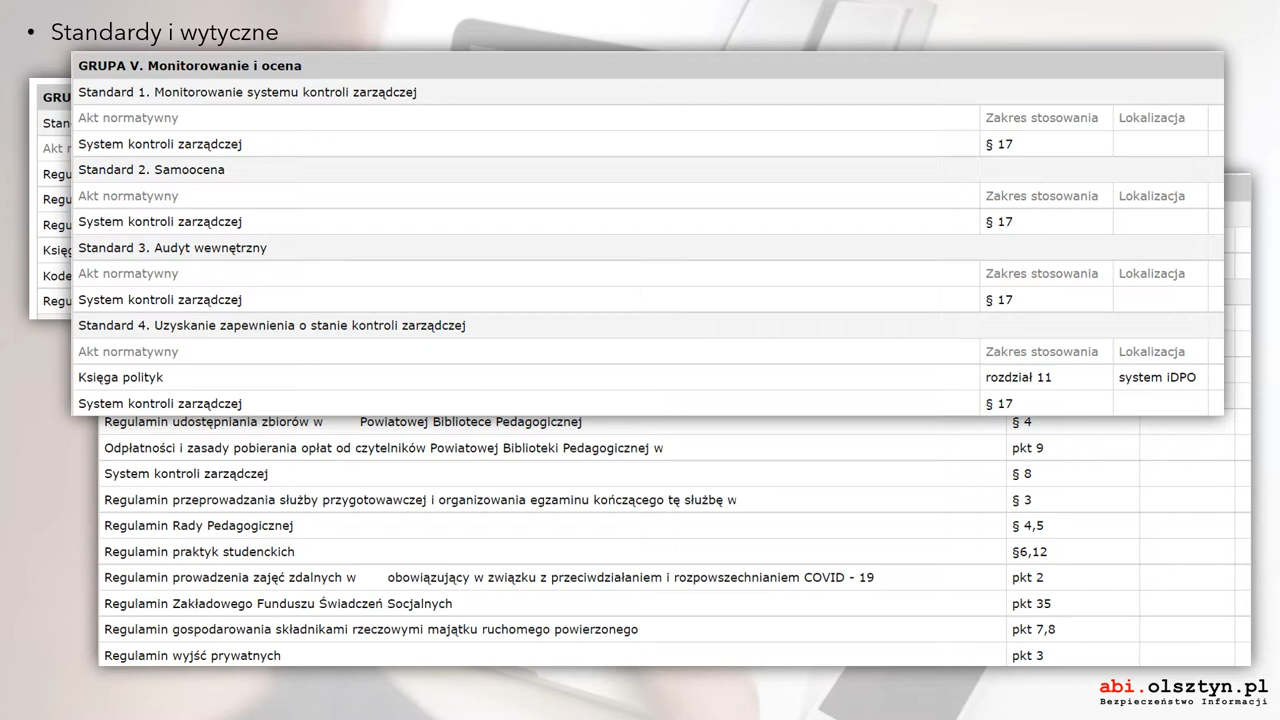 • Standardy i wytyczne
GRUPA V. Monitorowanie i ocena
Standard 1. Monitorowanie systemu kontroli zarządczej
Akt normatywny Zakres stosowania Lokalizacja
System kontroli zarządczej § 17
Standard 2. Samoocena
Akt normatywny Zakres stosowania Lokalizacja
System kontroli zarządczej § 17
Standard 3. Audyt wewnętrzny
Akt normatywny Zakres stosowania Lokalizacja
System kontroli zarządczej § 17
Standard 4. Uzyskanie zapewnienia o stanie kontroli zarządczej
Akt normatywny Zakres stosowania Lokalizacja
Księga polityk rozdział 11 system iDPO
System kontroli zarządczej § 17
Regulamin udostępniania zbiorów w Powiatowej Bibliotece Pedagogicznej § 4
Odpłatności i zasady pobierania opłat od czytelników Powiatowej Biblioteki Pedagogicznej w pkt 9
System kontroli zarządczej § 8
Regulamin przeprowadzania służby przygotowawczej i organizowania egzaminu kończącego tę służbę w § 3
Regulamin Rady Pedagogicznej § 4,5
Regulamin praktyk studenckich §6,12
Regulamin prowadzenia zajęć zdalnych w obowiązujący w związku z przeciwdziałaniem i rozpowszechnianiem COVID - 19 pkt 2
Regulamin Zakładowego Funduszu Świadczeń Socjalnych pkt 35
Regulamin gospodarowania składnikami rzeczowymi majątku ruchomego powierzonego pkt 7,8
Regulamin wyjść prywatnych pkt 3
abi.olsztyn.pl
Bezpieczeństwo Informacji